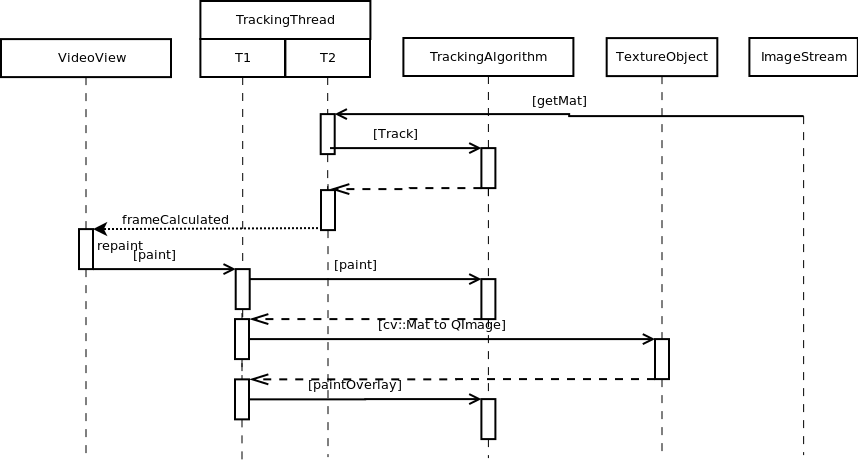 TrackingThread
VideoView
T1
T2
TrackingAlgorithm
TextureObject
ImageStream
[getMat]
[Track]
frameCalculated
repaint
[paint]
[paint]
[cv::Mat to QImage]
[paintOverlay]